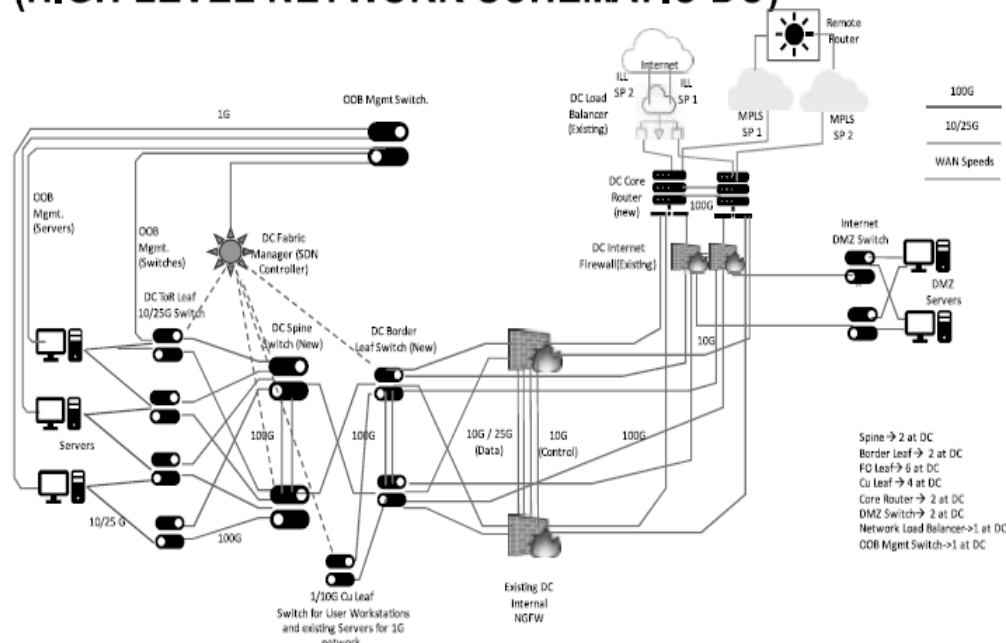 (HIGH LEVEL NETWORK SCHEMATIC DC)
Remote
Router
Internet
ILL
SP 2
ILL
SP 1
DC Load
Balancer
(Existing)
MPLS
SP 1
MPLS
SP 2
100G
10/25G
WAN Speeds
OOB Mgmt Switch.
1G
DC Core
Router
(new)
100G
OOB
Mgmt.
(Servers)
OOB
Mgmt.
(Switches)
DC Fabric
Manager (SDN
Controller)
DC Internet
Firewall(Existing)
Internet
DMZ Switch
DMZ
Servers
DC ToR Leaf
10/25G Switch
DC Spine
Switch (New)
DC Border
Leaf Switch (New)
10G
Servers
100G
100G
10G / 25G
(Data)
10G
(Control)
100G
10/25 G
100G
Spine → 2 at DC
Border Leaf → 2 at DC
FO Leaf → 6 at DC
Cu Leaf → 4 at DC
Core Router → 2 at DC
DMZ Switch → 2 at DC
Network Load Balancer->1 at DC
OOB Mgmt Switch->1 at DC
1/10G Cu Leaf
Switch for User Workstations
and existing Servers for 1G
network
Existing DC
Internal
NGFW